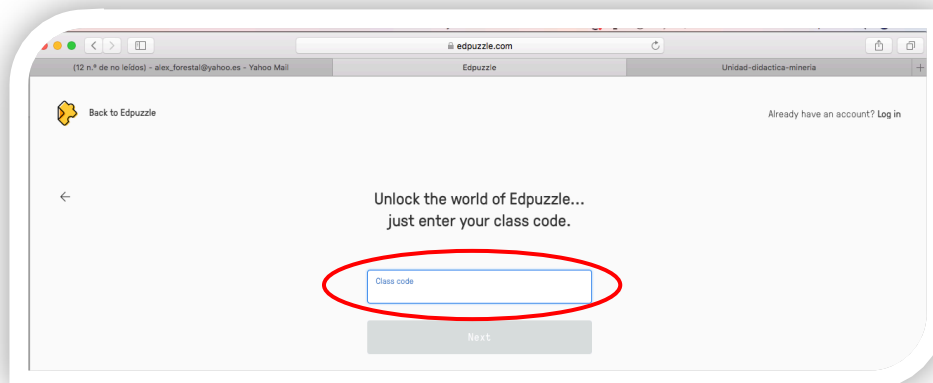 edpuzzle.com
(12 n.º de no leídos) - alex_forestal@yahoo.es - Yahoo Mail
Edpuzzle
Unidad-didactica-mineria
Back to Edpuzzle
Already have an account? Log in
Unlock the world of Edpuzzle...
just enter your class code.
Class code
Next